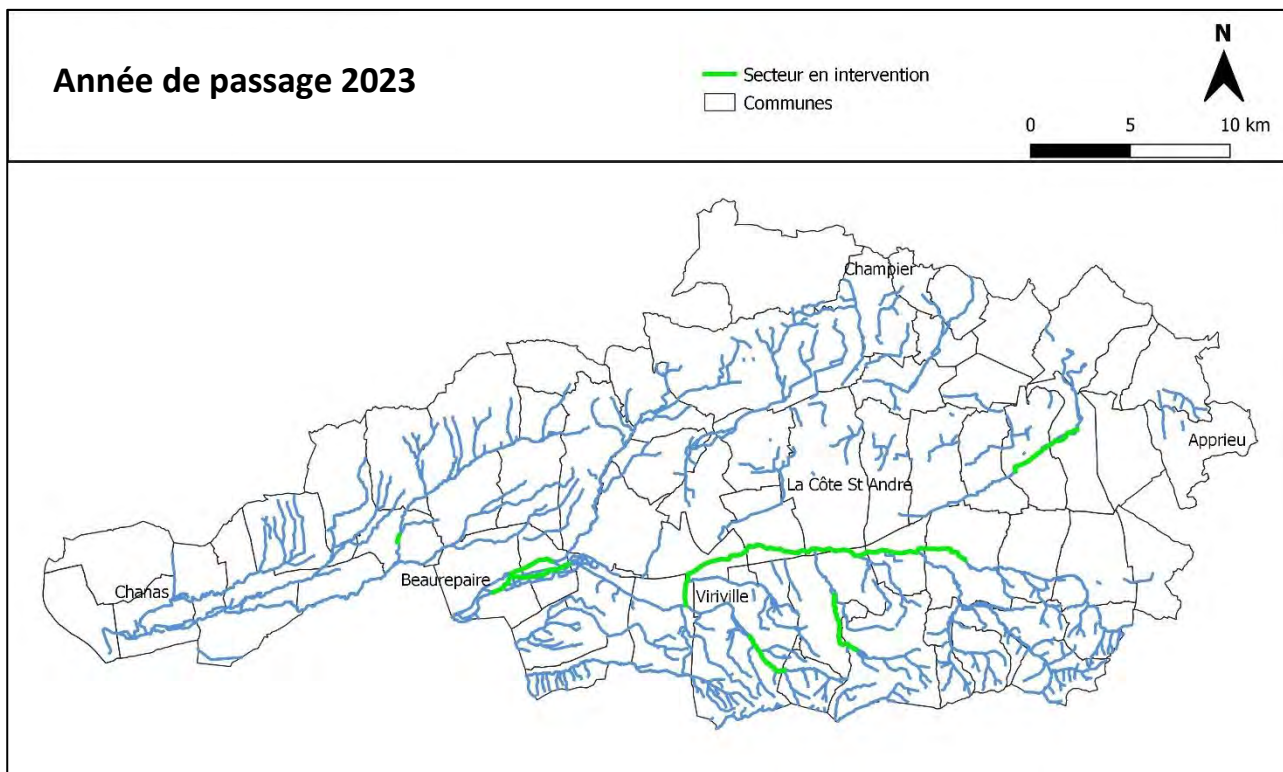 N
Année de passage 2023
Secteur en intervention
Communes
0 5 10 km
Champier
Apprieu
La Côte St André
Beaurepaire
Chanas
Viriville